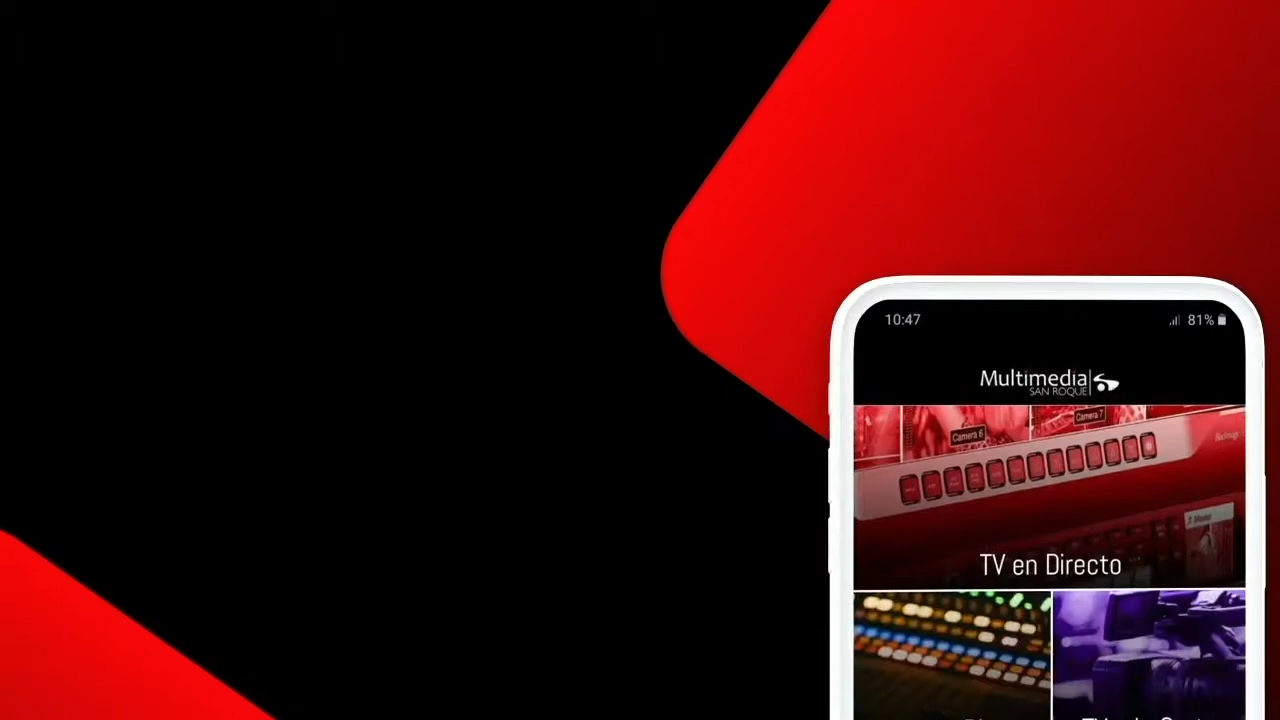 10:47
81%
Multimedia
SAN ROQUE
Camera 6
Camera 7
TV en Directo